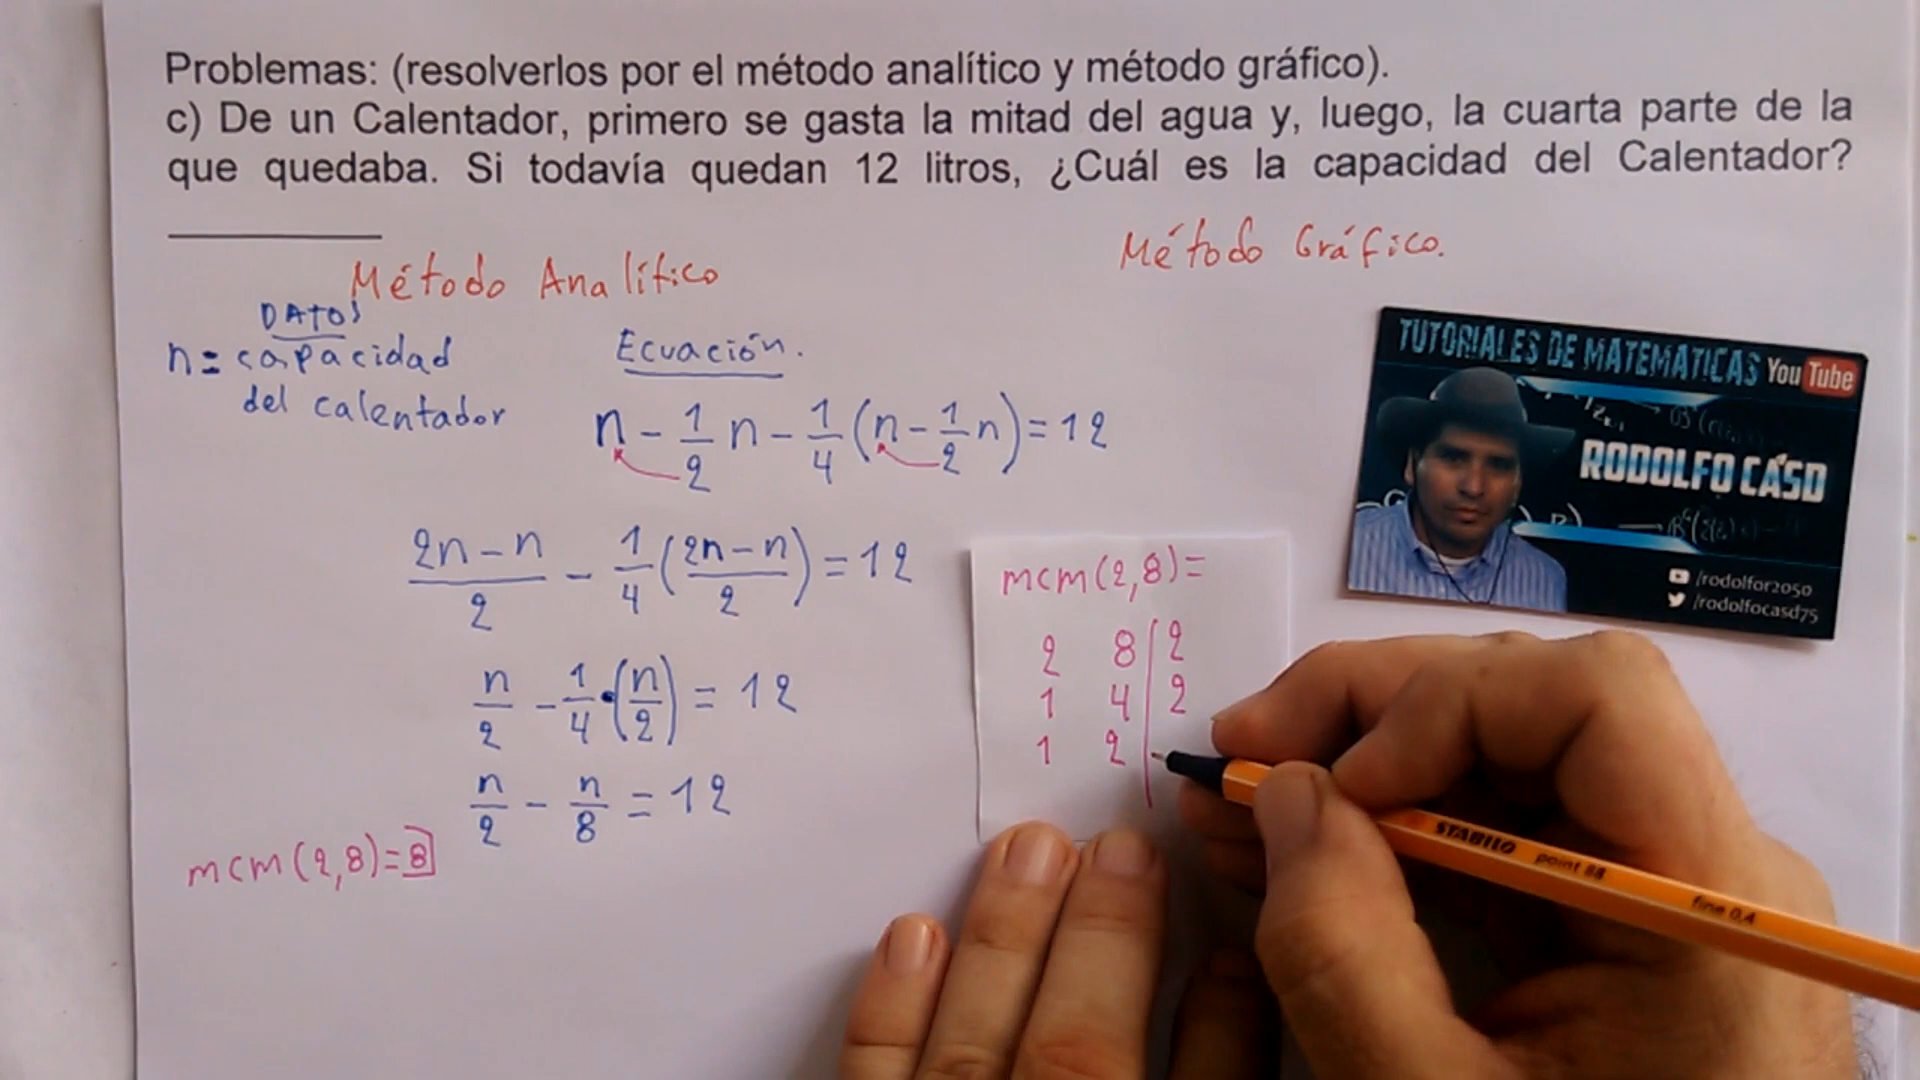 Problemas: (resolverlos por el método analítico y método gráfico).
c) De un Calentador, primero se gasta la mitad del agua y, luego, la cuarta parte de la
que quedaba. Si todavía quedan 12 litros, ¿Cuál es la capacidad del Calentador?
Método Analítico
Método Gráfico.
DATOS
n = capacidad
del calentador
Ecuación.
n - 1/2 n - 1/4 (n - 1/2 n) = 12
(2n - n)/2 - 1/4 ((2n - n)/2) = 12
n/2 - 1/4 • (n/2) = 12
n/2 - n/8 = 12
mcm(2,8)=8
mcm(2,8)=
2 8 | 2
1 4 | 2
1 2 |
TUTORIALES DE MATEMÁTICAS YouTube
RODOLFO CASD
/rodolfor2050
/rodolfocasd75
STABILO point 88 fine 0.4